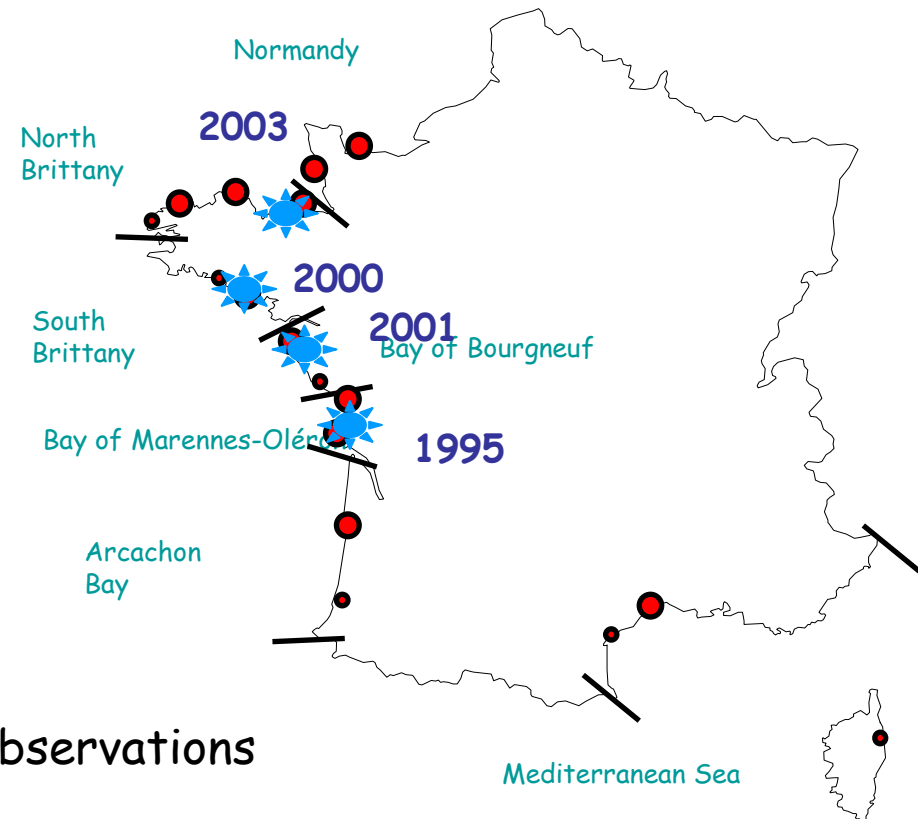 Normandy
2003
North
Brittany
2000
South
Brittany
2001
Bay of Bourgneuf
Bay of Marennes-Oléron
1995
Arcachon
Bay
bservations
Mediterranean Sea